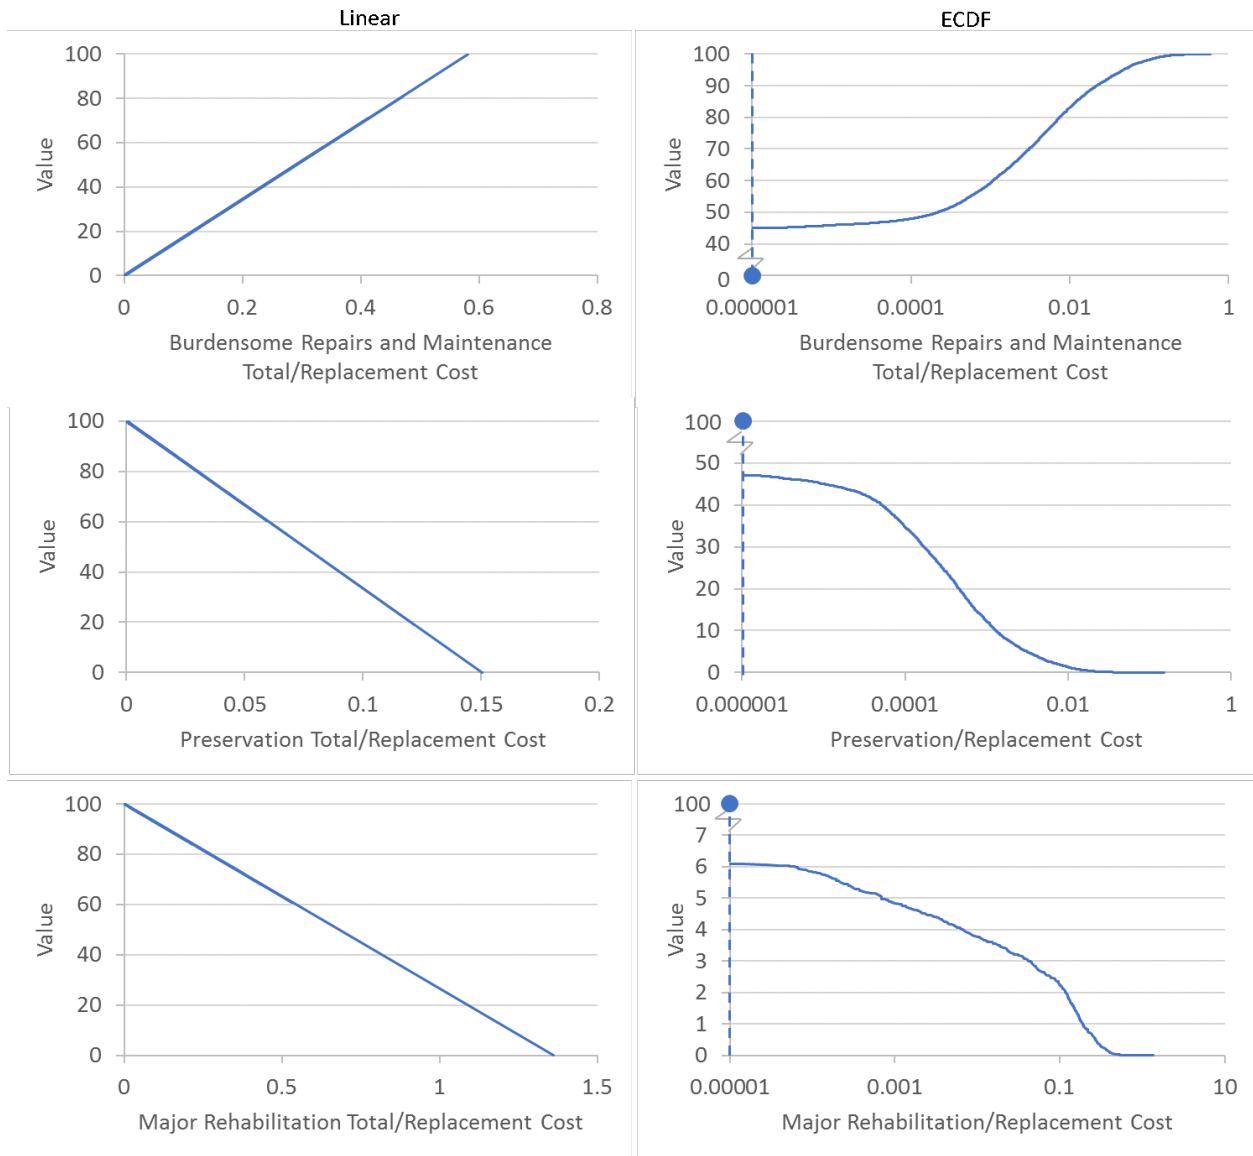 Linear
ECDF
100
80
60
40
20
0
Value
0 0.2 0.4 0.6 0.8
Burdensome Repairs and Maintenance
Total/Replacement Cost
100
90
80
70
60
50
40
0
Value
0.000001 0.0001 0.01 1
Burdensome Repairs and Maintenance
Total/Replacement Cost
100
80
60
40
20
0
Value
0 0.05 0.1 0.15 0.2
Preservation Total/Replacement Cost
100
50
40
30
20
10
0
Value
0.000001 0.0001 0.01 1
Preservation/Replacement Cost
100
80
60
40
20
0
Value
0 0.5 1 1.5
Major Rehabilitation Total/Replacement Cost
100
7
6
5
4
3
2
1
0
Value
0.00001 0.001 0.1 10
Major Rehabilitation/Replacement Cost